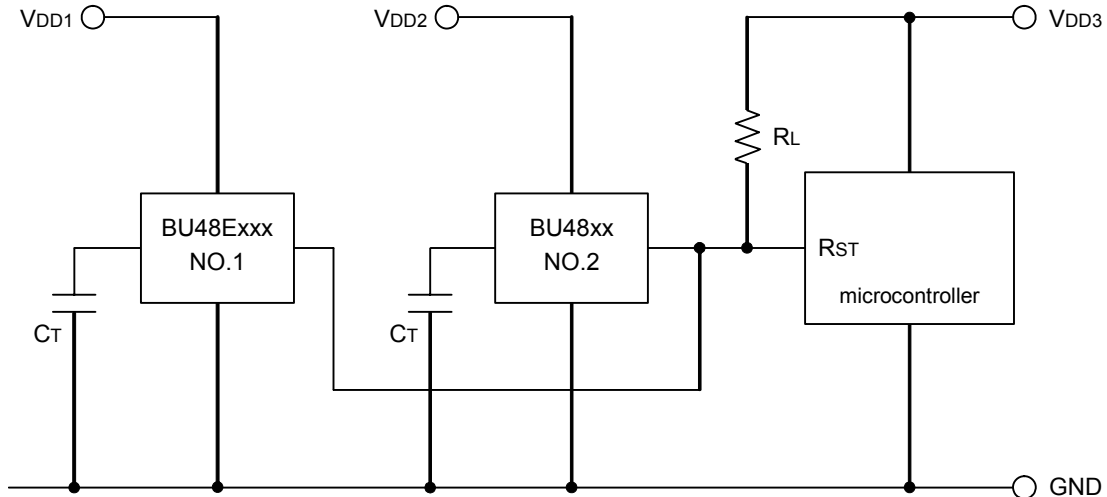 VDD1
VDD2
VDD3
RL
BU48Exxx
NO.1
BU48xx
NO.2
RST
microcontroller
CT
CT
GND